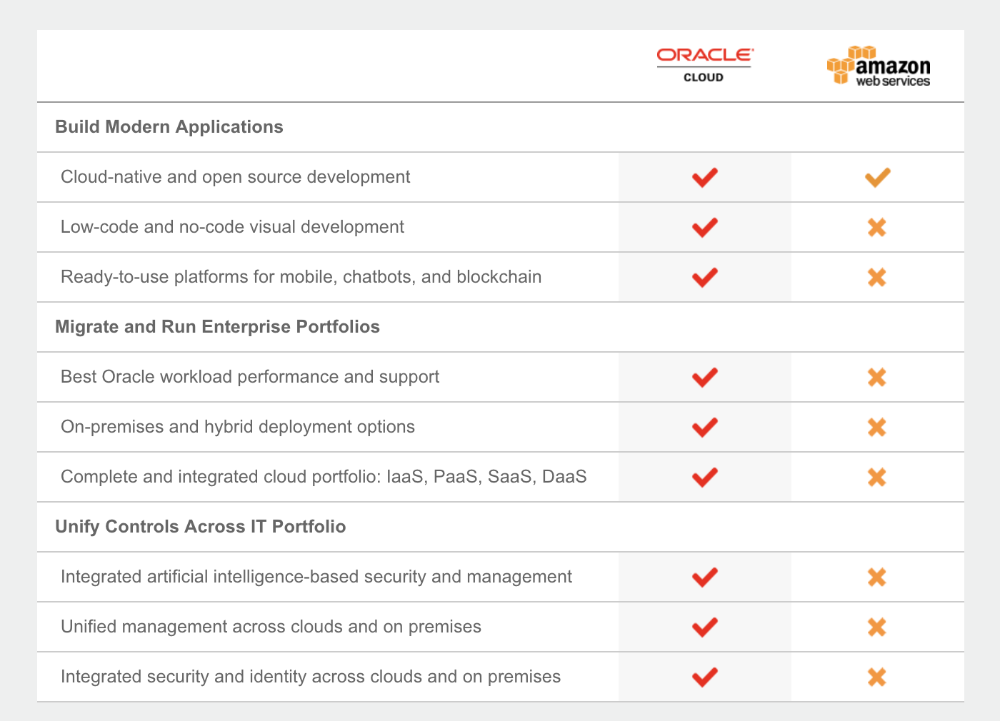 ORACLE
CLOUD
amazon
web services
Build Modern Applications
Cloud-native and open source development
Low-code and no-code visual development
Ready-to-use platforms for mobile, chatbots, and blockchain
Migrate and Run Enterprise Portfolios
Best Oracle workload performance and support
On-premises and hybrid deployment options
Complete and integrated cloud portfolio: IaaS, PaaS, SaaS, DaaS
Unify Controls Across IT Portfolio
Integrated artificial intelligence-based security and management
Unified management across clouds and on premises
Integrated security and identity across clouds and on premises